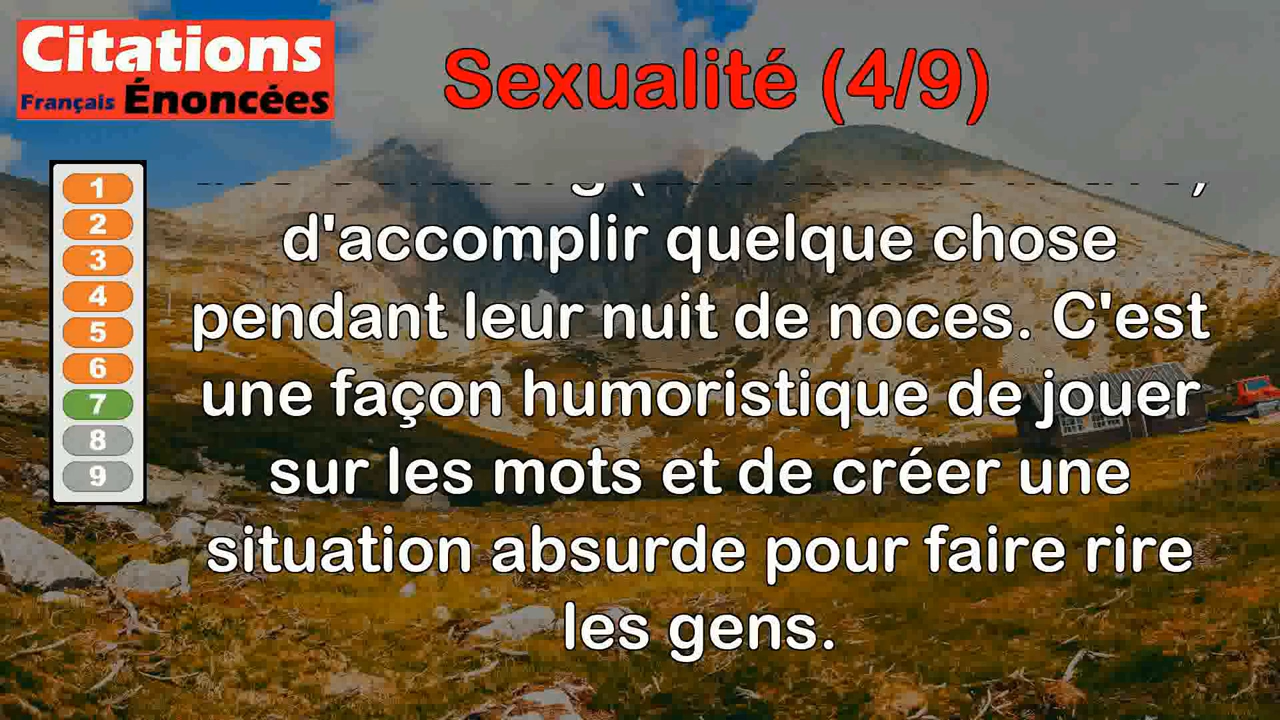 Citations
Français Énoncées
Sexualité (4/9)
1
2
3
4
5
6
7
8
9
d'accomplir quelque chose
pendant leur nuit de noces. C'est
une façon humoristique de jouer
sur les mots et de créer une
situation absurde pour faire rire
les gens.